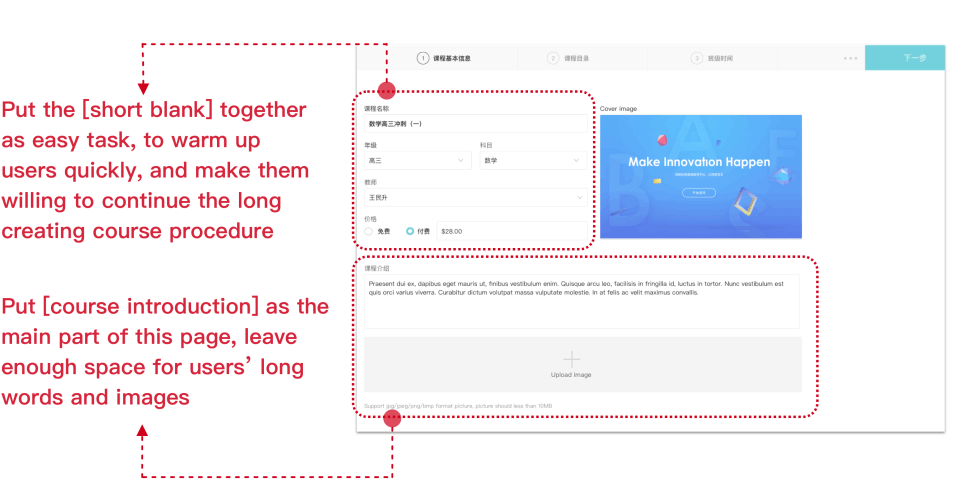 Put the [short blank] together
as easy task, to warm up
users quickly, and make them
willing to continue the long
creating course procedure
Put [course introduction] as the
main part of this page, leave
enough space for users’ long
words and images
1 课程基本信息
2 课程目录
3 班级时间
下一步
课程名称
数学高三冲刺（一）
年级
科目
高三
数学
教师
王民升
价格
免费
付费
$28.00
Cover image
Make Innovation Happen
课程介绍
Praesent dui ex, dapibus eget mauris ut, finibus vestibulum enim. Quisque arcu leo, facilisis in fringilla id, luctus in tortor. Nunc vestibulum est
quis orci varius viverra. Curabitur dictum volutpat massa vulputate molestie. In at felis ac velit maximus convallis.
Upload Image
Support jpg/jpeg/png/bmp format picture, picture should less than 10MB